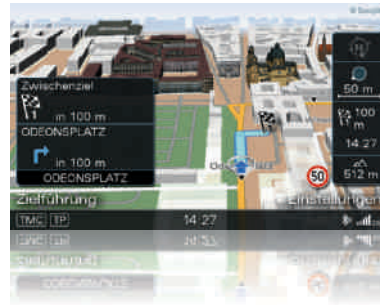 Zwischenziel
1
in 100 m
ODEONSPLATZ
in 100 m
ODEONSPLATZ
50 m
100 m
14:27
512 m
50
Zielführung
Einstellungen
TMC TP
14:27